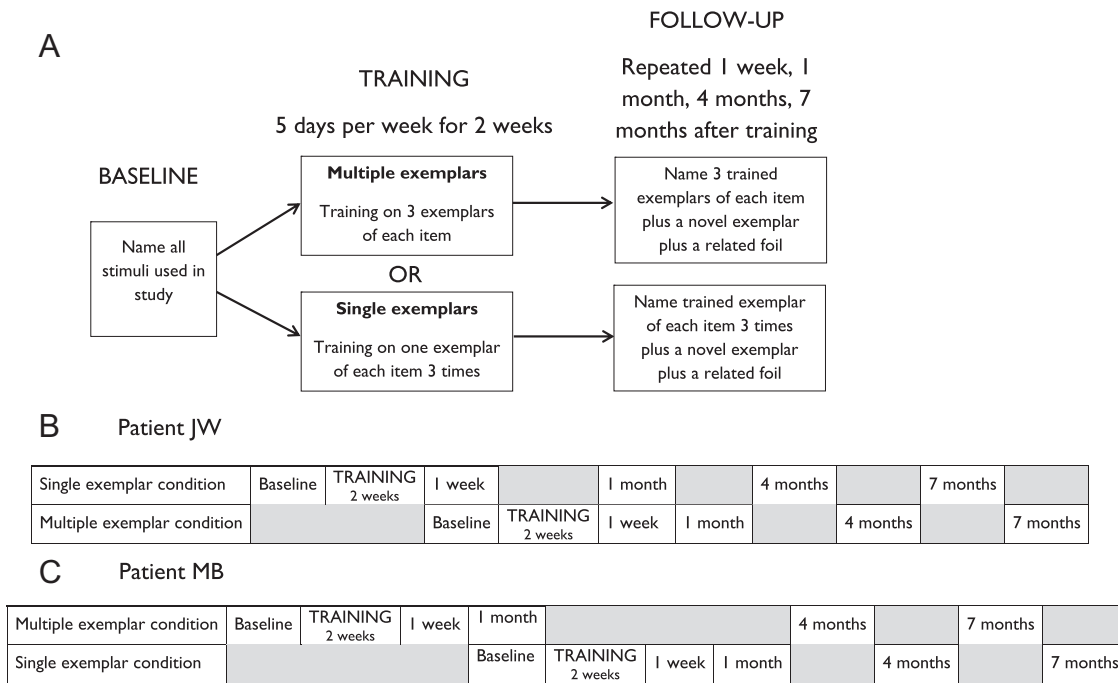 A
FOLLOW-UP
Repeated 1 week, 1
month, 4 months, 7
months after training
TRAINING
5 days per week for 2 weeks
BASELINE
Name all
stimuli used in
study
Multiple exemplars
Training on 3 exemplars
of each item
OR
Single exemplars
Training on one exemplar
of each item 3 times
Name 3 trained
exemplars of each item
plus a novel exemplar
plus a related foil
Name trained exemplar
of each item 3 times
plus a novel exemplar
plus a related foil
B Patient JW
Single exemplar condition Baseline TRAINING 1 week 1 month 4 months 7 months
2 weeks
Multiple exemplar condition Baseline TRAINING 1 week 1 month 4 months 7 months
2 weeks
C Patient MB
Multiple exemplar condition Baseline TRAINING 1 week 1 month 4 months 7 months
2 weeks
Single exemplar condition Baseline TRAINING 1 week 1 month 4 months 7 months
2 weeks